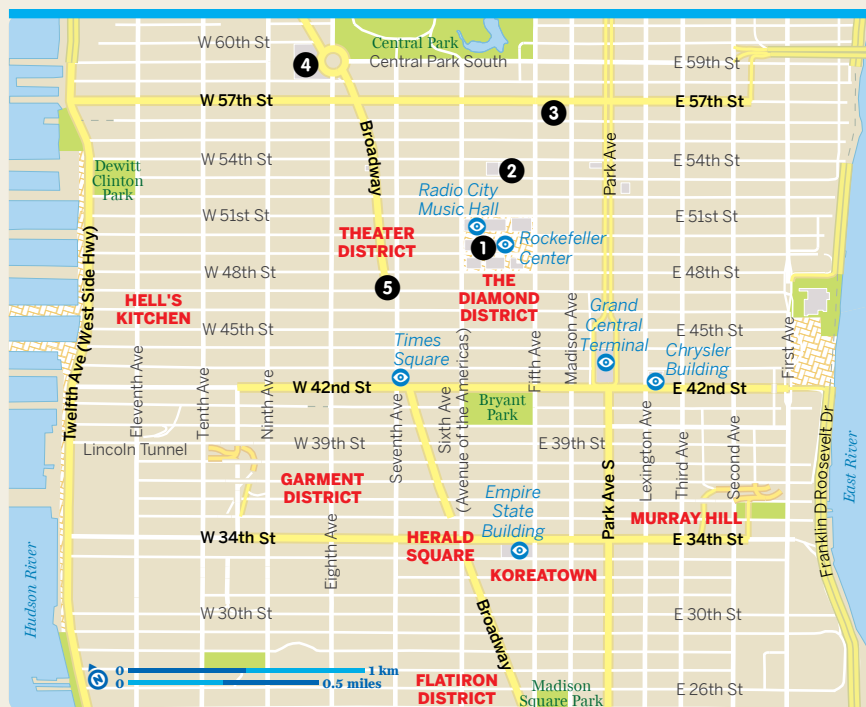 W 60th St
Central Park
Central Park South
E 59th St
4
W 57th St
E 57th St
3
Broadway
Park Ave
W 54th St
E 54th St
2
Dewitt
Clinton
Park
Radio City
Music Hall
W 51st St
E 51st St
THEATER
DISTRICT
1
Rockefeller
Center
W 48th St
E 48th St
5
THE
DIAMOND
DISTRICT
HELL'S
KITCHEN
Twelfth Ave (West Side Hwy)
W 45th St
E 45th St
Times
Square
Grand
Central
Terminal
Chrysler
Building
Eleventh Ave
Tenth Ave
Ninth Ave
Eighth Ave
Seventh Ave
Sixth Ave
(Avenue of the Americas)
Fifth Ave
Madison Ave
Park Ave S
Lexington Ave
Third Ave
Second Ave
First Ave
W 42nd St
E 42nd St
Bryant
Park
Lincoln Tunnel
W 39th St
E 39th St
GARMENT
DISTRICT
Empire
State
Building
MURRAY HILL
Franklin D Roosevelt Dr
East River
W 34th St
E 34th St
HERALD
SQUARE
KOREATOWN
Hudson River
W 30th St
E 30th St
Broadway
N
0
1 km
0
0.5 miles
FLATIRON
DISTRICT
Madison
Square Park
E 26th St